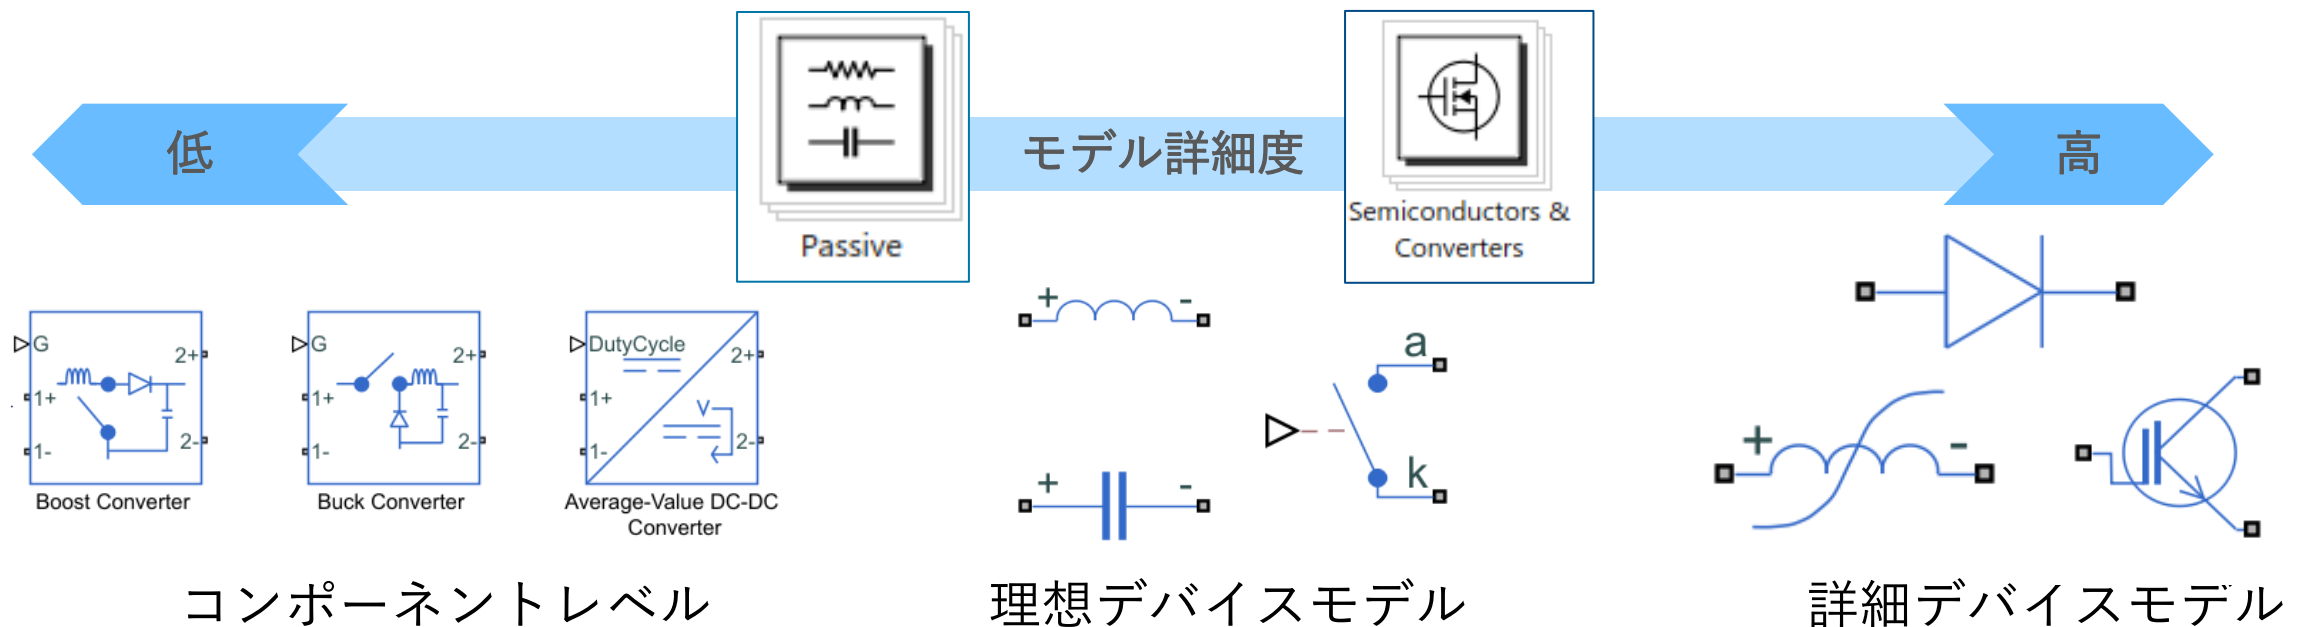 低
モデル詳細度
高
Passive
Semiconductors &
Converters
G
1+
1-
2+
2-
Boost Converter
G
1+
1-
2+
2-
Buck Converter
DutyCycle
1+
1-
2+
V
2-
Average-Value DC-DC
Converter
+ -
+ -
a
k
+ -
コンポーネントレベル
理想デバイスモデル
詳細デバイスモデル